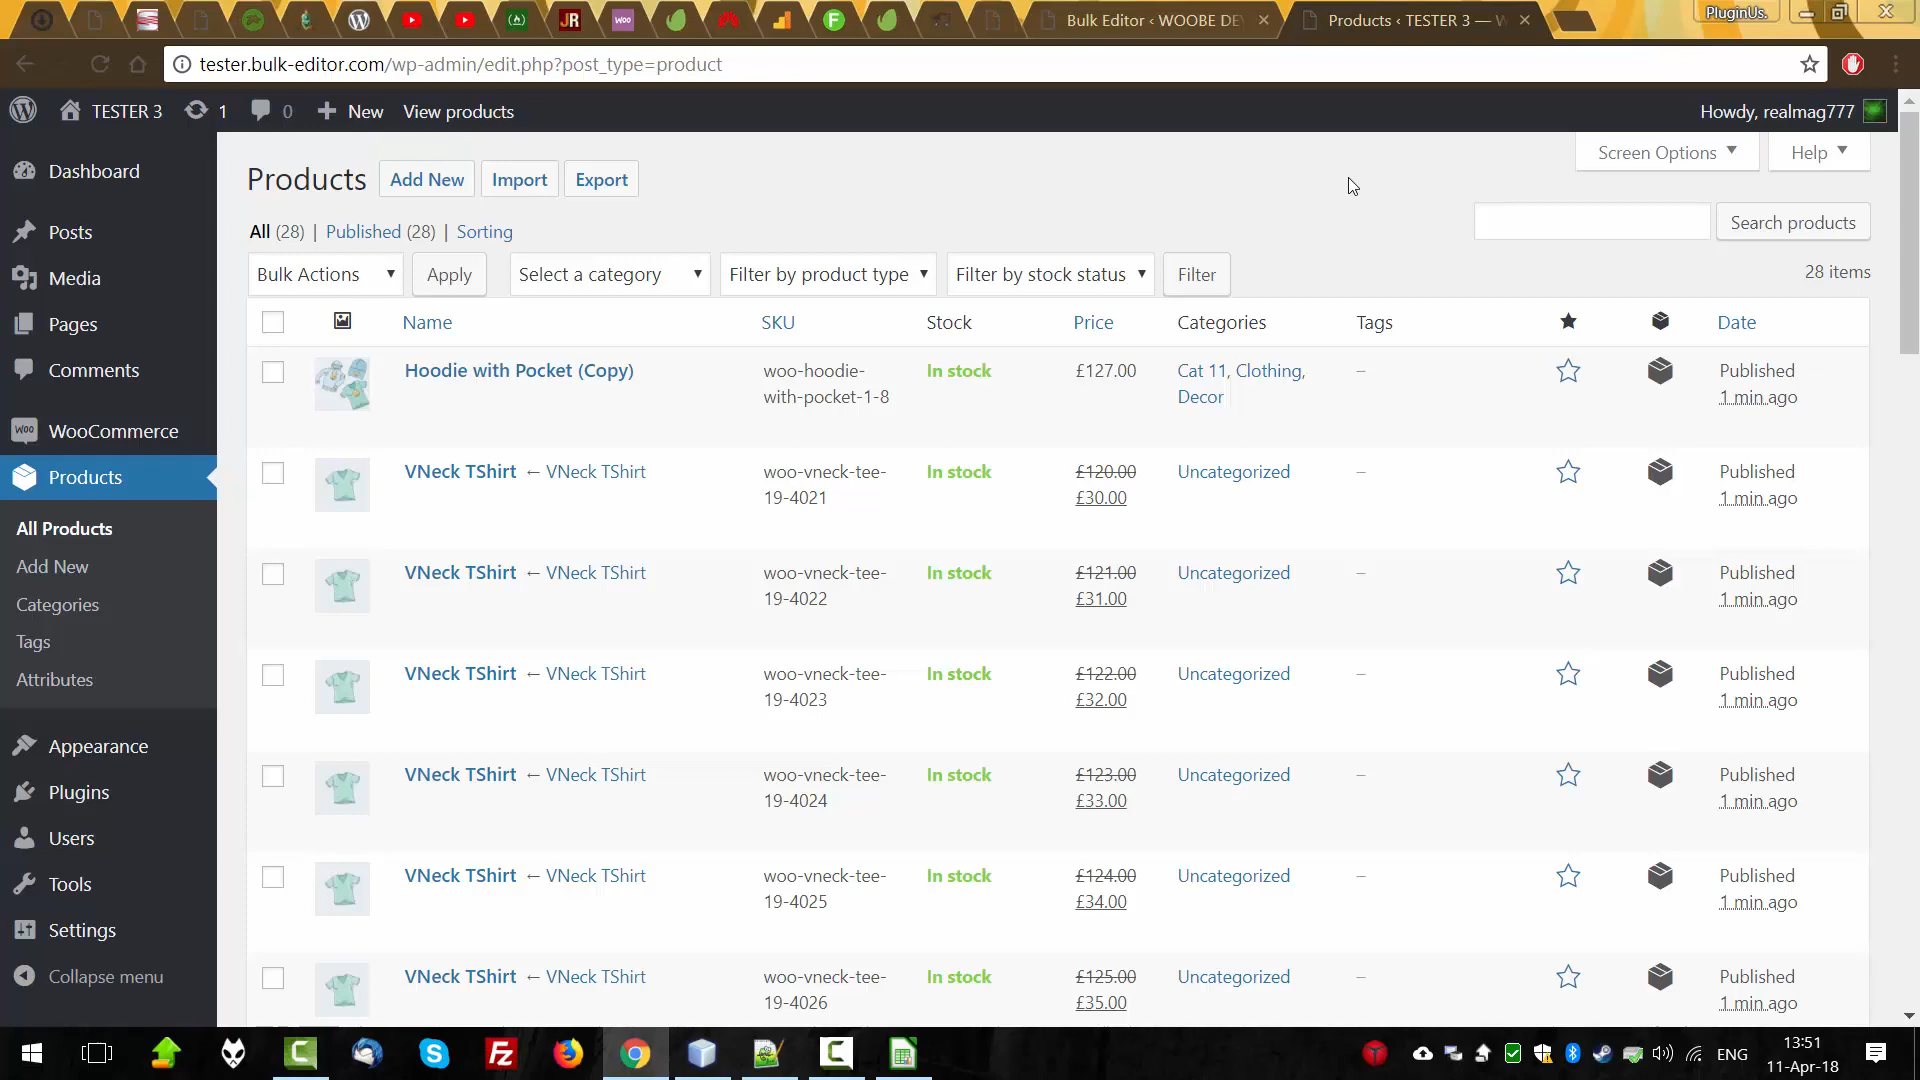 Bulk Editor ‹ WOOBE DE
Products ‹ TESTER 3 — W
PluginUs.
tester.bulk-editor.com/wp-admin/edit.php?post_type=product
TESTER 3 1 0 New View products
Howdy, realmag777
Screen Options Help
Dashboard
Posts
Media
Pages
Comments
WooCommerce
Products
All Products
Add New
Categories
Tags
Attributes
Appearance
Plugins
Users
Tools
Settings
Collapse menu
Products Add New Import Export
All (28) | Published (28) | Sorting
Search products
Bulk Actions Apply Select a category Filter by product type Filter by stock status Filter
28 items
Name SKU Stock Price Categories Tags Date
Hoodie with Pocket (Copy) woo-hoodie- In stock £127.00 Cat 11, Clothing, – Published
with-pocket-1-8 Decor 1 min ago
VNeck TShirt ← VNeck TShirt woo-vneck-tee- In stock £120.00 Uncategorized – Published
19-4021 £30.00 1 min ago
VNeck TShirt ← VNeck TShirt woo-vneck-tee- In stock £121.00 Uncategorized – Published
19-4022 £31.00 1 min ago
VNeck TShirt ← VNeck TShirt woo-vneck-tee- In stock £122.00 Uncategorized – Published
19-4023 £32.00 1 min ago
VNeck TShirt ← VNeck TShirt woo-vneck-tee- In stock £123.00 Uncategorized – Published
19-4024 £33.00 1 min ago
VNeck TShirt ← VNeck TShirt woo-vneck-tee- In stock £124.00 Uncategorized – Published
19-4025 £34.00 1 min ago
VNeck TShirt ← VNeck TShirt woo-vneck-tee- In stock £125.00 Uncategorized – Published
19-4026 £35.00 1 min ago
ENG
13:51
11-Apr-18